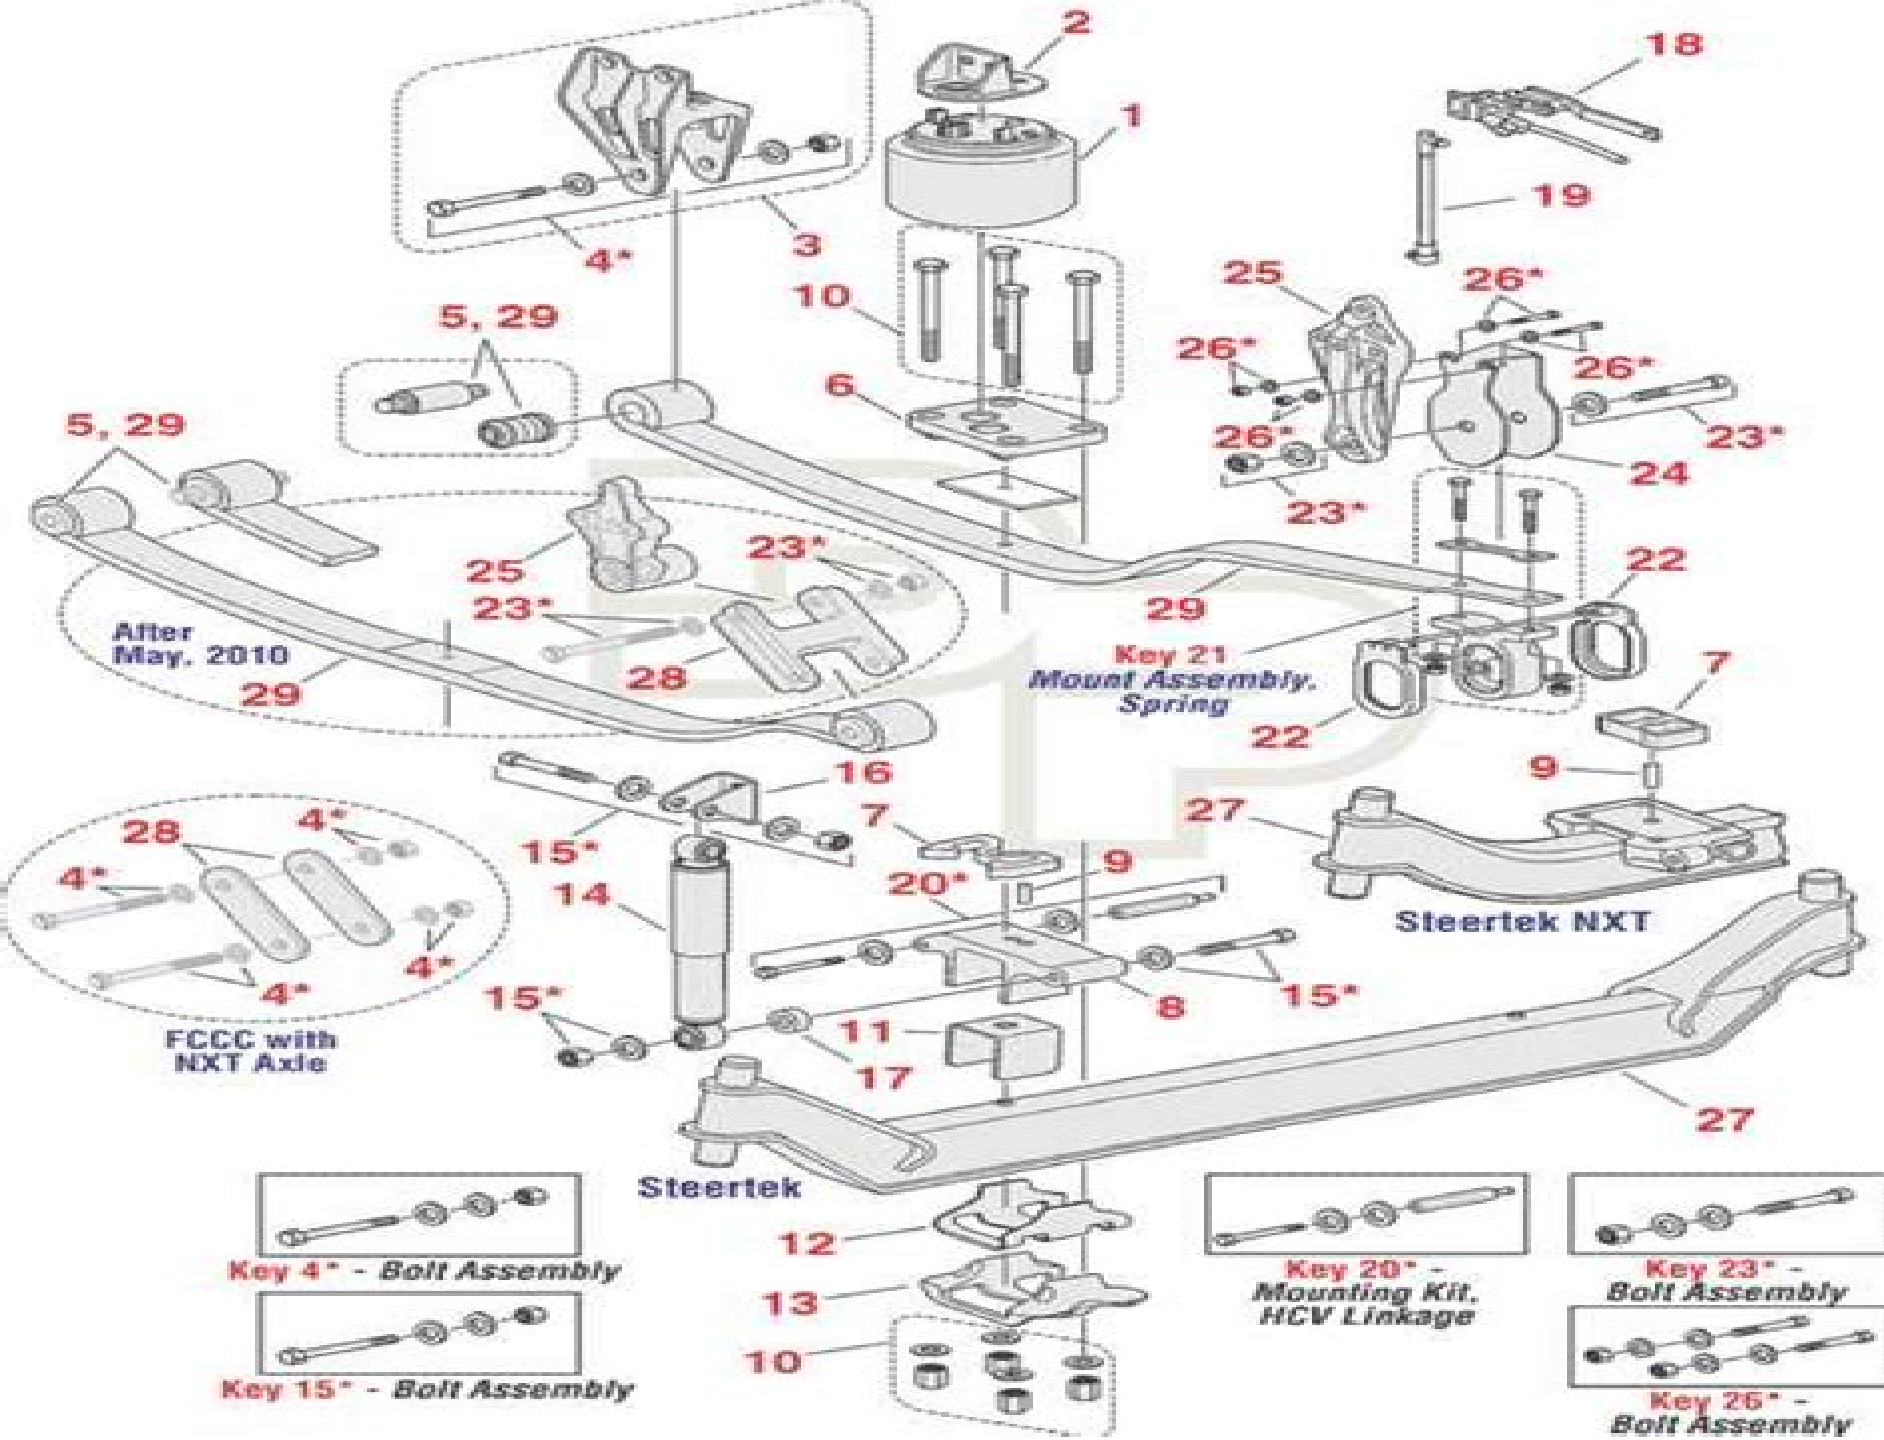 2
18
1
19
3
4*
25
26*
10
5, 29
26*
6
26*
5, 29
26*
23*
24
23*
25
23*
22
23*
29
After
May, 2010
Key 21
Mount Assembly,
Spring
28
29
7
22
16
9
7
27
28
4*
15*
9
4*
20*
14
Steertek NXT
4*
15*
15*
8
4*
11
FCCC with
NXT Axle
17
27
Steertek
12
Key 4* - Bolt Assembly
Key 20* -
Mounting Kit,
HCV Linkage
Key 23* -
Bolt Assembly
13
10
Key 15* - Bolt Assembly
Key 26* -
Bolt Assembly